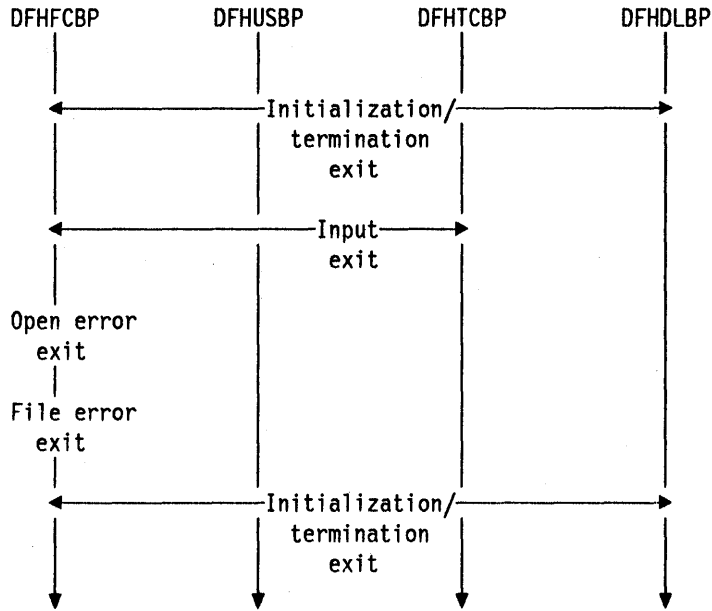 DFHFCBP DFHUSBP DFHTCBP DFHDLBP
Initialization/
termination
exit
Input
exit
Open error
exit
File error
exit
Initialization/
termination
exit